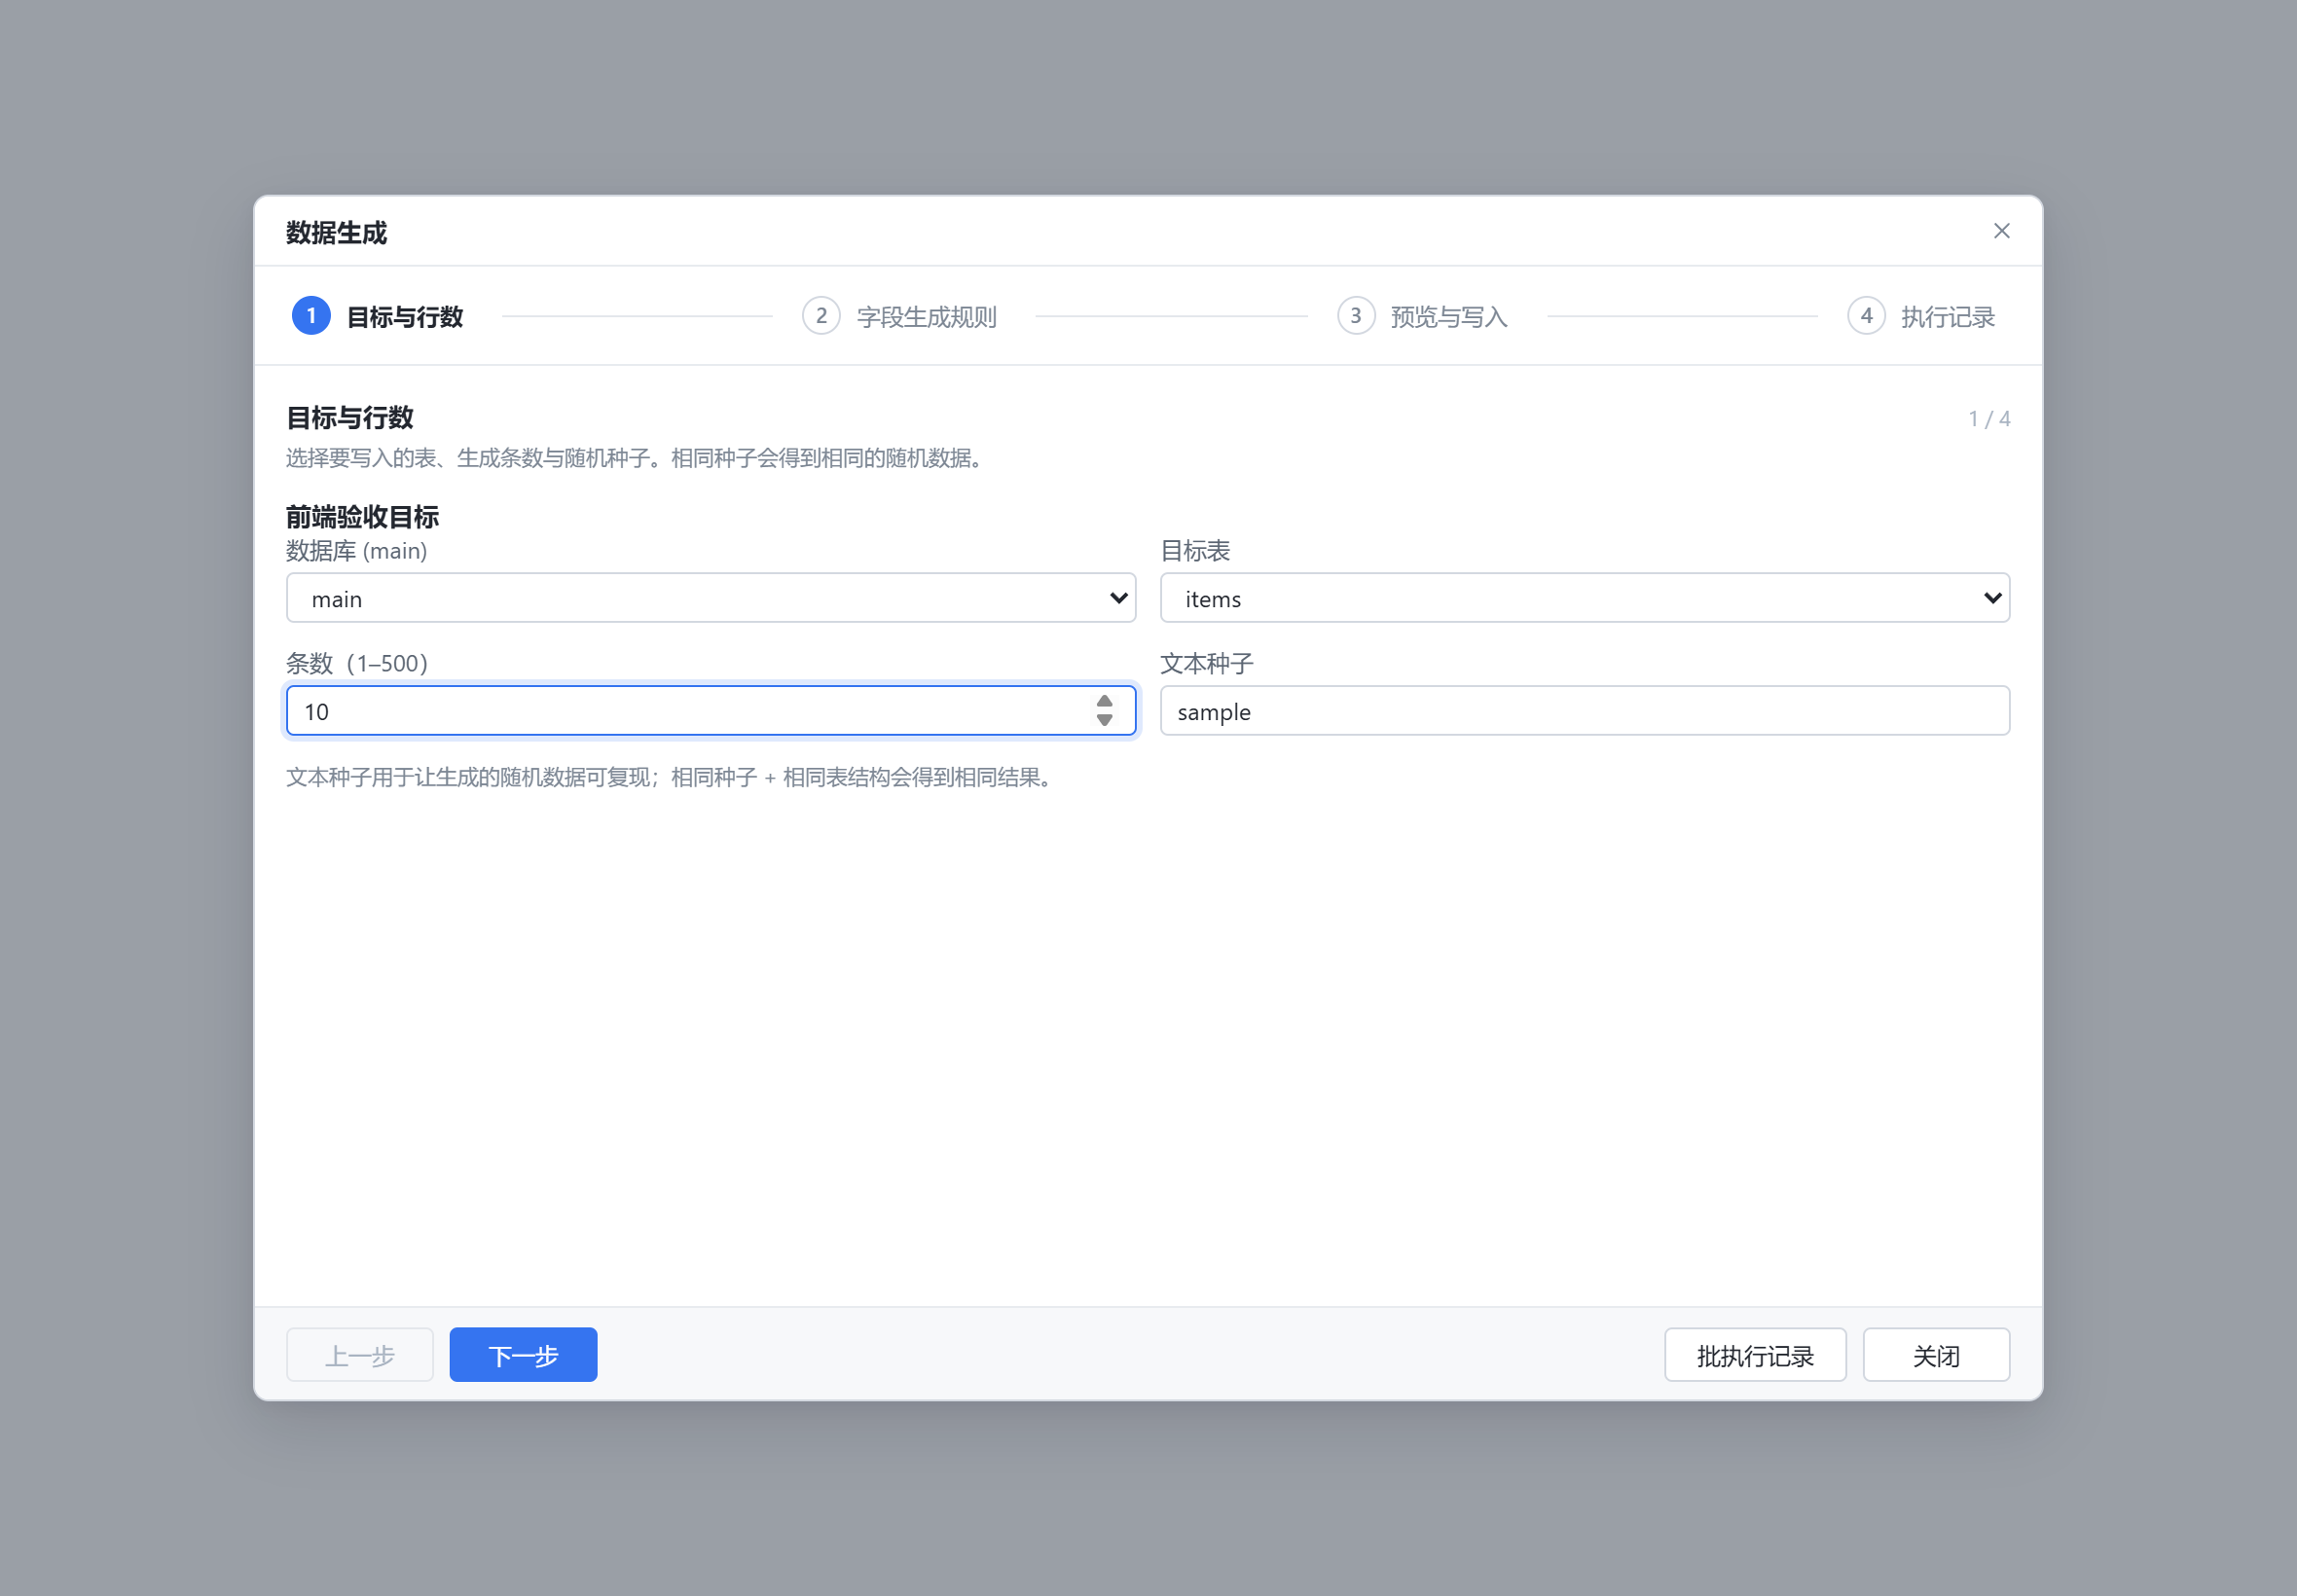 数据生成
1 目标与行数 2 字段生成规则 3 预览与写入 4 执行记录
目标与行数 1 / 4
选择要写入的表、生成条数与随机种子。相同种子会得到相同的随机数据。
前端验收目标
数据库 (main) 目标表
main items
条数（1–500） 文本种子
10 sample
文本种子用于让生成的随机数据可复现；相同种子 + 相同表结构会得到相同结果。
上一步 下一步 批执行记录 关闭